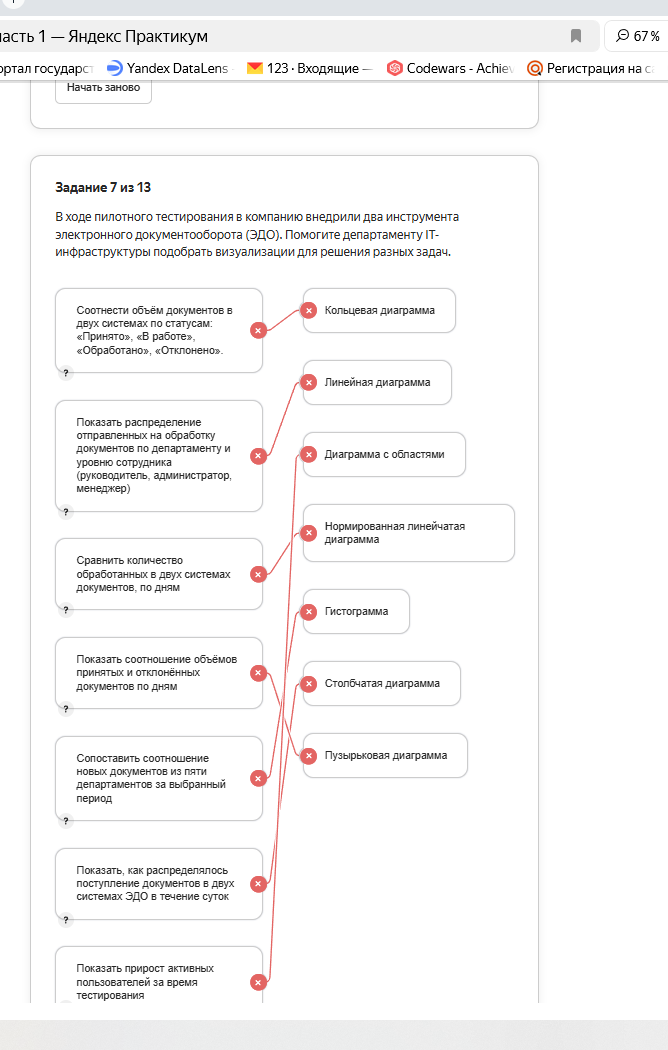 часть 1 — Яндекс Практикум
67 %
ортал государст
Yandex DataLens
123 · Входящие —
Codewars - Achiev
Регистрация на са
Начать заново
Задание 7 из 13
В ходе пилотного тестирования в компанию внедрили два инструмента
электронного документооборота (ЭДО). Помогите департаменту IT-
инфраструктуры подобрать визуализации для решения разных задач.
Соотнести объём документов в
двух системах по статусам:
«Принято», «В работе»,
«Обработано», «Отклонено».
?
Кольцевая диаграмма
Показать распределение
отправленных на обработку
документов по департаменту и
уровню сотрудника
(руководитель, администратор,
менеджер)
?
Линейная диаграмма
Диаграмма с областями
Сравнить количество
обработанных в двух системах
документов, по дням
?
Нормированная линейчатая
диаграмма
Показать соотношение объёмов
принятых и отклонённых
документов по дням
?
Гистограмма
Столбчатая диаграмма
Сопоставить соотношение
новых документов из пяти
департаментов за выбранный
период
?
Пузырьковая диаграмма
Показать, как распределялось
поступление документов в двух
системах ЭДО в течение суток
?
Показать прирост активных
пользователей за время
тестирования